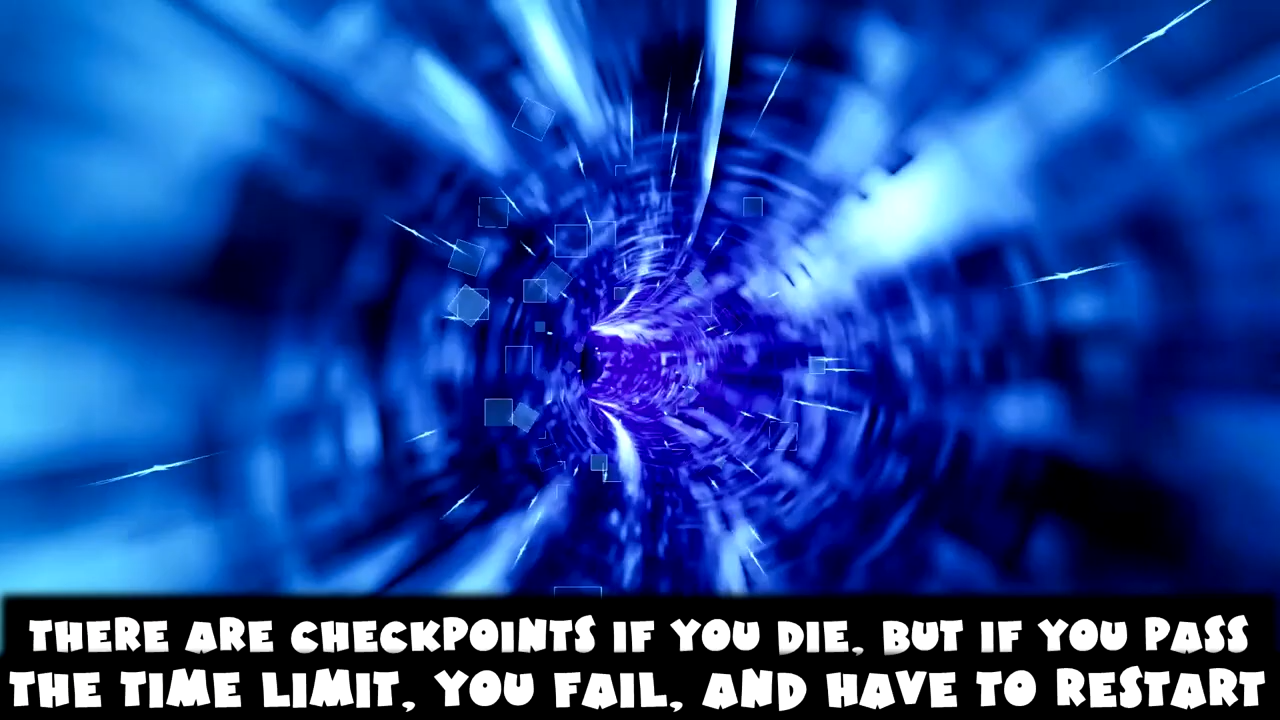 THERE ARE CHECKPOINTS IF YOU DIE, BUT IF YOU PASS
THE TIME LIMIT, YOU FAIL, AND HAVE TO RESTART